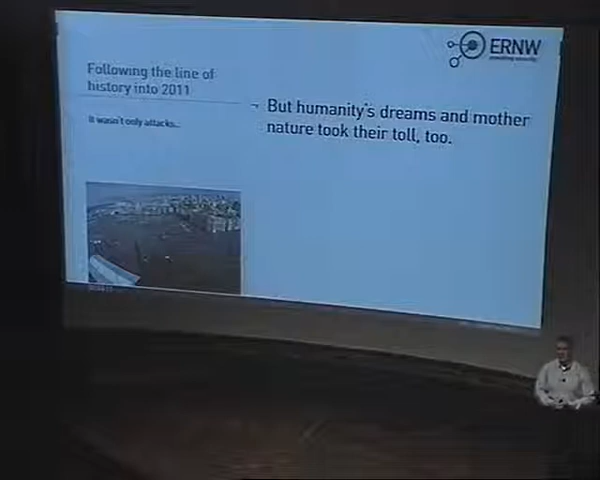 ERNW
Following the line of
history into 2011
It wasn't only attacks...
¬ But humanity's dreams and mother
nature took their toll, too.